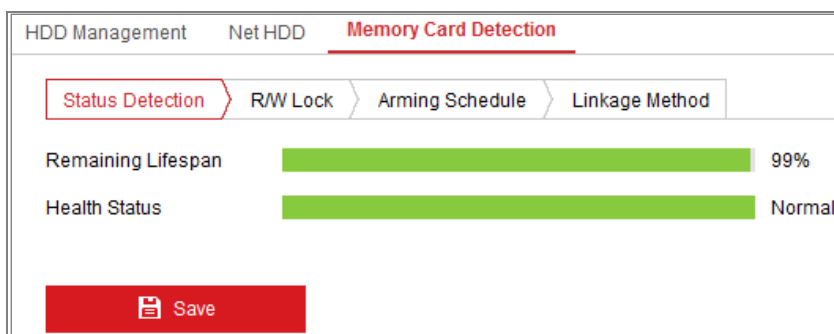 HDD Management Net HDD Memory Card Detection
Status Detection R/W Lock Arming Schedule Linkage Method
Remaining Lifespan 99%
Health Status Normal
Save